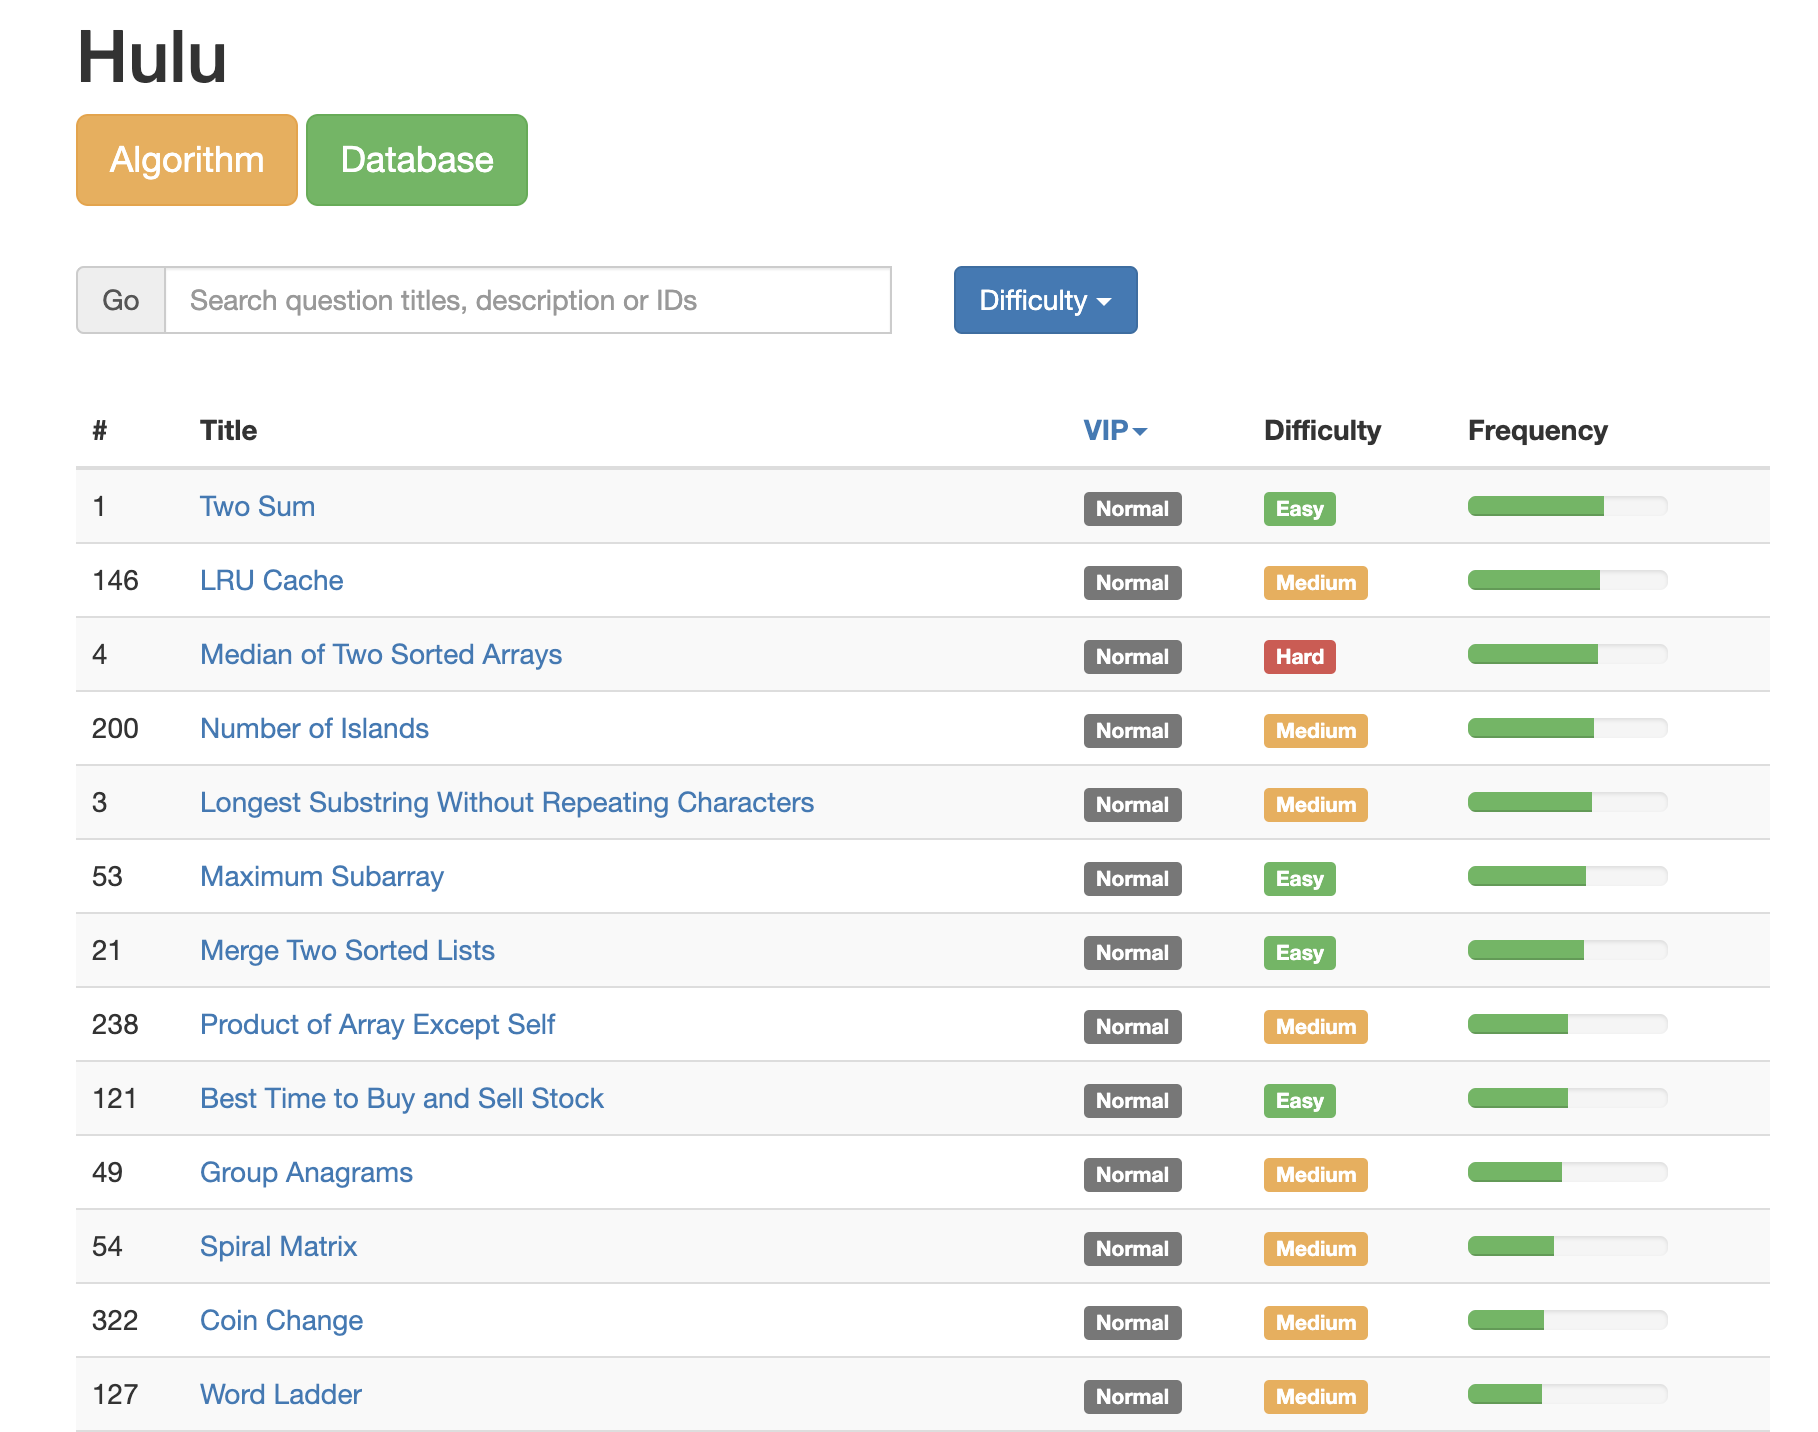 Hulu
Algorithm Database
Go Search question titles, description or IDs Difficulty
# Title VIP Difficulty Frequency
1 Two Sum Normal Easy
146 LRU Cache Normal Medium
4 Median of Two Sorted Arrays Normal Hard
200 Number of Islands Normal Medium
3 Longest Substring Without Repeating Characters Normal Medium
53 Maximum Subarray Normal Easy
21 Merge Two Sorted Lists Normal Easy
238 Product of Array Except Self Normal Medium
121 Best Time to Buy and Sell Stock Normal Easy
49 Group Anagrams Normal Medium
54 Spiral Matrix Normal Medium
322 Coin Change Normal Medium
127 Word Ladder Normal Medium